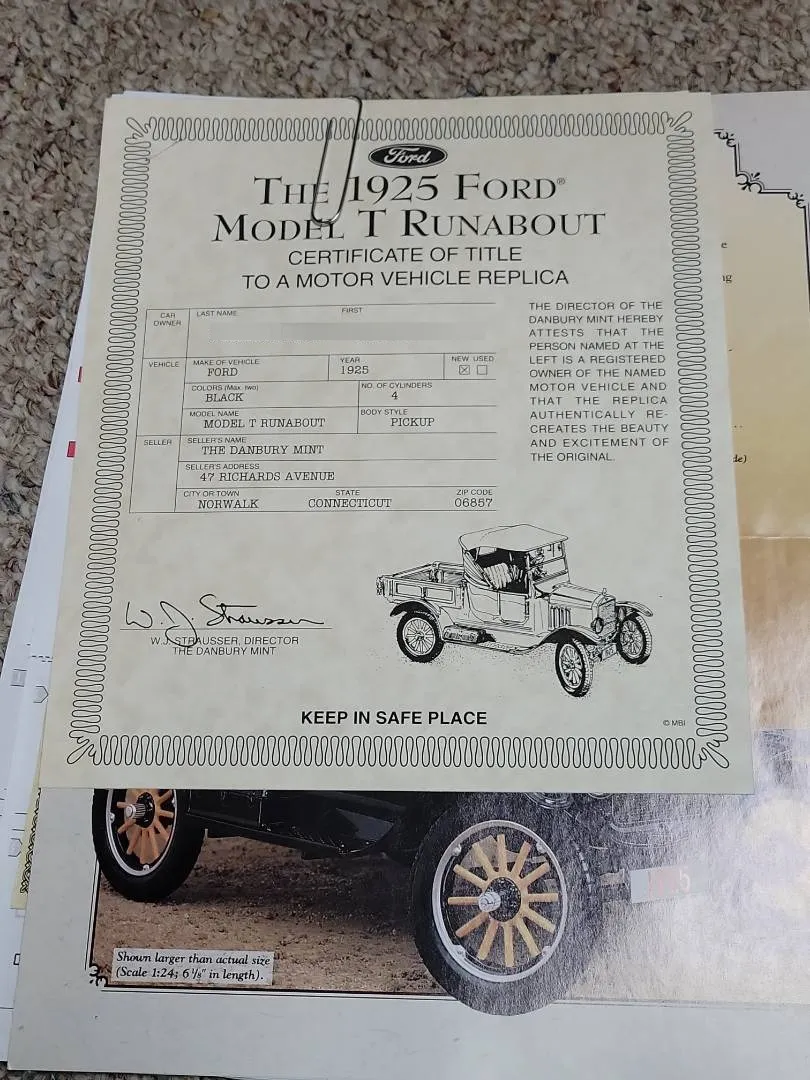 Ford
THE 1925 FORD®
MODEL T RUNABOUT
CERTIFICATE OF TITLE
TO A MOTOR VEHICLE REPLICA
CAR OWNER
LAST NAME FIRST
VEHICLE
MAKE OF VEHICLE YEAR NEW USED
FORD 1925 ☒ ☐
COLORS (Max. two) NO. OF CYLINDERS
BLACK 4
MODEL NAME BODY STYLE
MODEL T RUNABOUT PICKUP
SELLER
SELLER'S NAME
THE DANBURY MINT
SELLER'S ADDRESS
47 RICHARDS AVENUE
CITY OR TOWN STATE ZIP CODE
NORWALK CONNECTICUT 06857
THE DIRECTOR OF THE
DANBURY MINT HEREBY
ATTESTS THAT THE
PERSON NAMED AT THE
LEFT IS A REGISTERED
OWNER OF THE NAMED
MOTOR VEHICLE AND
THAT THE REPLICA
AUTHENTICALLY RE-
CREATES THE BEAUTY
AND EXCITEMENT OF
THE ORIGINAL.
W. J. Strausser
W.J. STRAUSSER, DIRECTOR
THE DANBURY MINT
KEEP IN SAFE PLACE
© MBI
1925
Shown larger than actual size
(Scale 1:24; 6 1/8" in length).